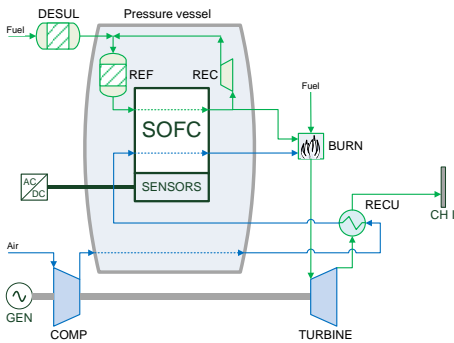 DESUL
Pressure vessel
Fuel
REF
REC
Fuel
SOFC
BURN
AC
DC
SENSORS
RECU
CH I
Air
GEN
COMP
TURBINE